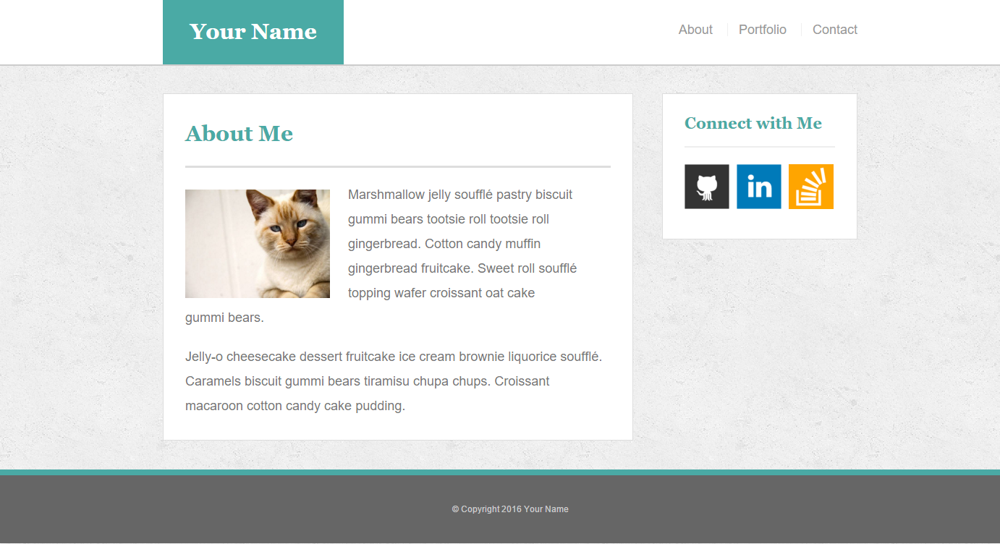 Your Name
About
Portfolio
Contact
About Me
Marshmallow jelly soufflé pastry biscuit
gummi bears tootsie roll tootsie roll
gingerbread. Cotton candy muffin
gingerbread fruitcake. Sweet roll soufflé
topping wafer croissant oat cake
gummi bears.
Jelly-o cheesecake dessert fruitcake ice cream brownie liquorice soufflé.
Caramels biscuit gummi bears tiramisu chupa chups. Croissant
macaroon cotton candy cake pudding.
Connect with Me
in
© Copyright 2016 Your Name